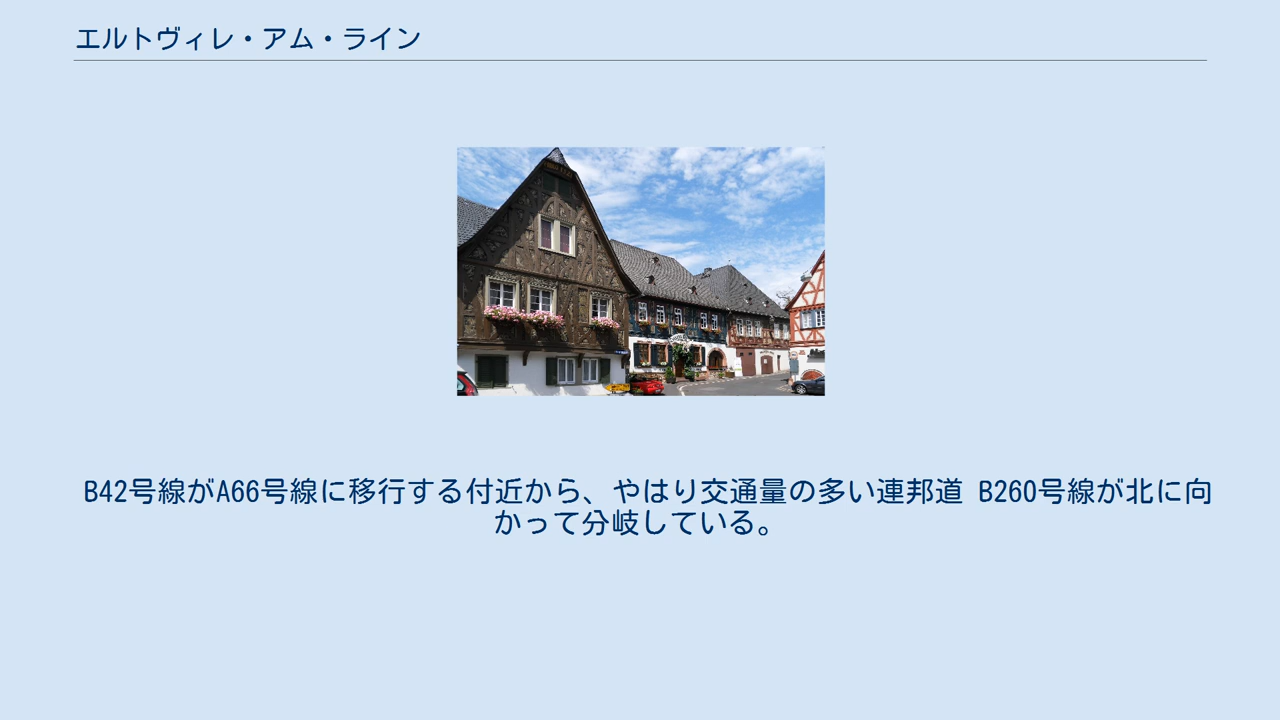 エルトヴィレ・アム・ライン
B42号線がA66号線に移行する付近から、やはり交通量の多い連邦道 B260号線が北に向
かって分岐している。